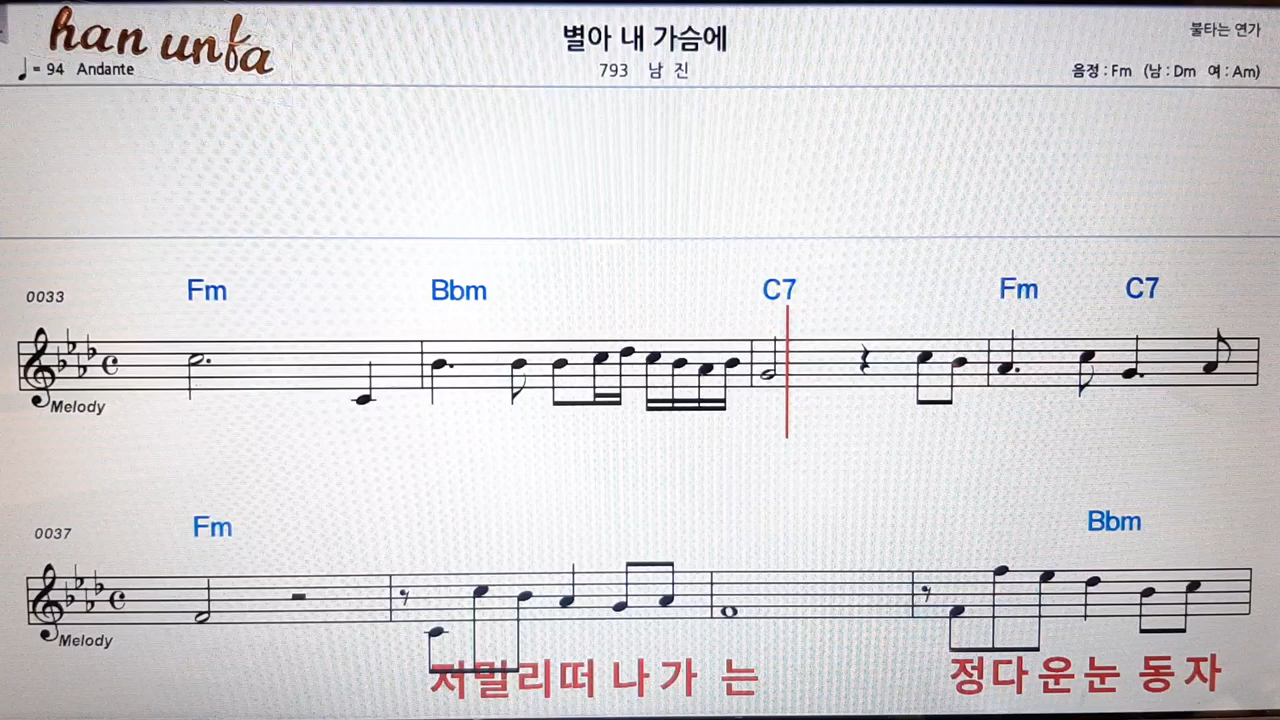 han unfa
별아 내 가슴에
불타는 연가
♩= 94 Andante
793 남 진
음정 : Fm (남 : Dm 여 : Am)
0033 Fm Bbm C7 Fm C7
Melody
0037 Fm Bbm
Melody
저멀리떠 나 가 는 정다운눈 동 자